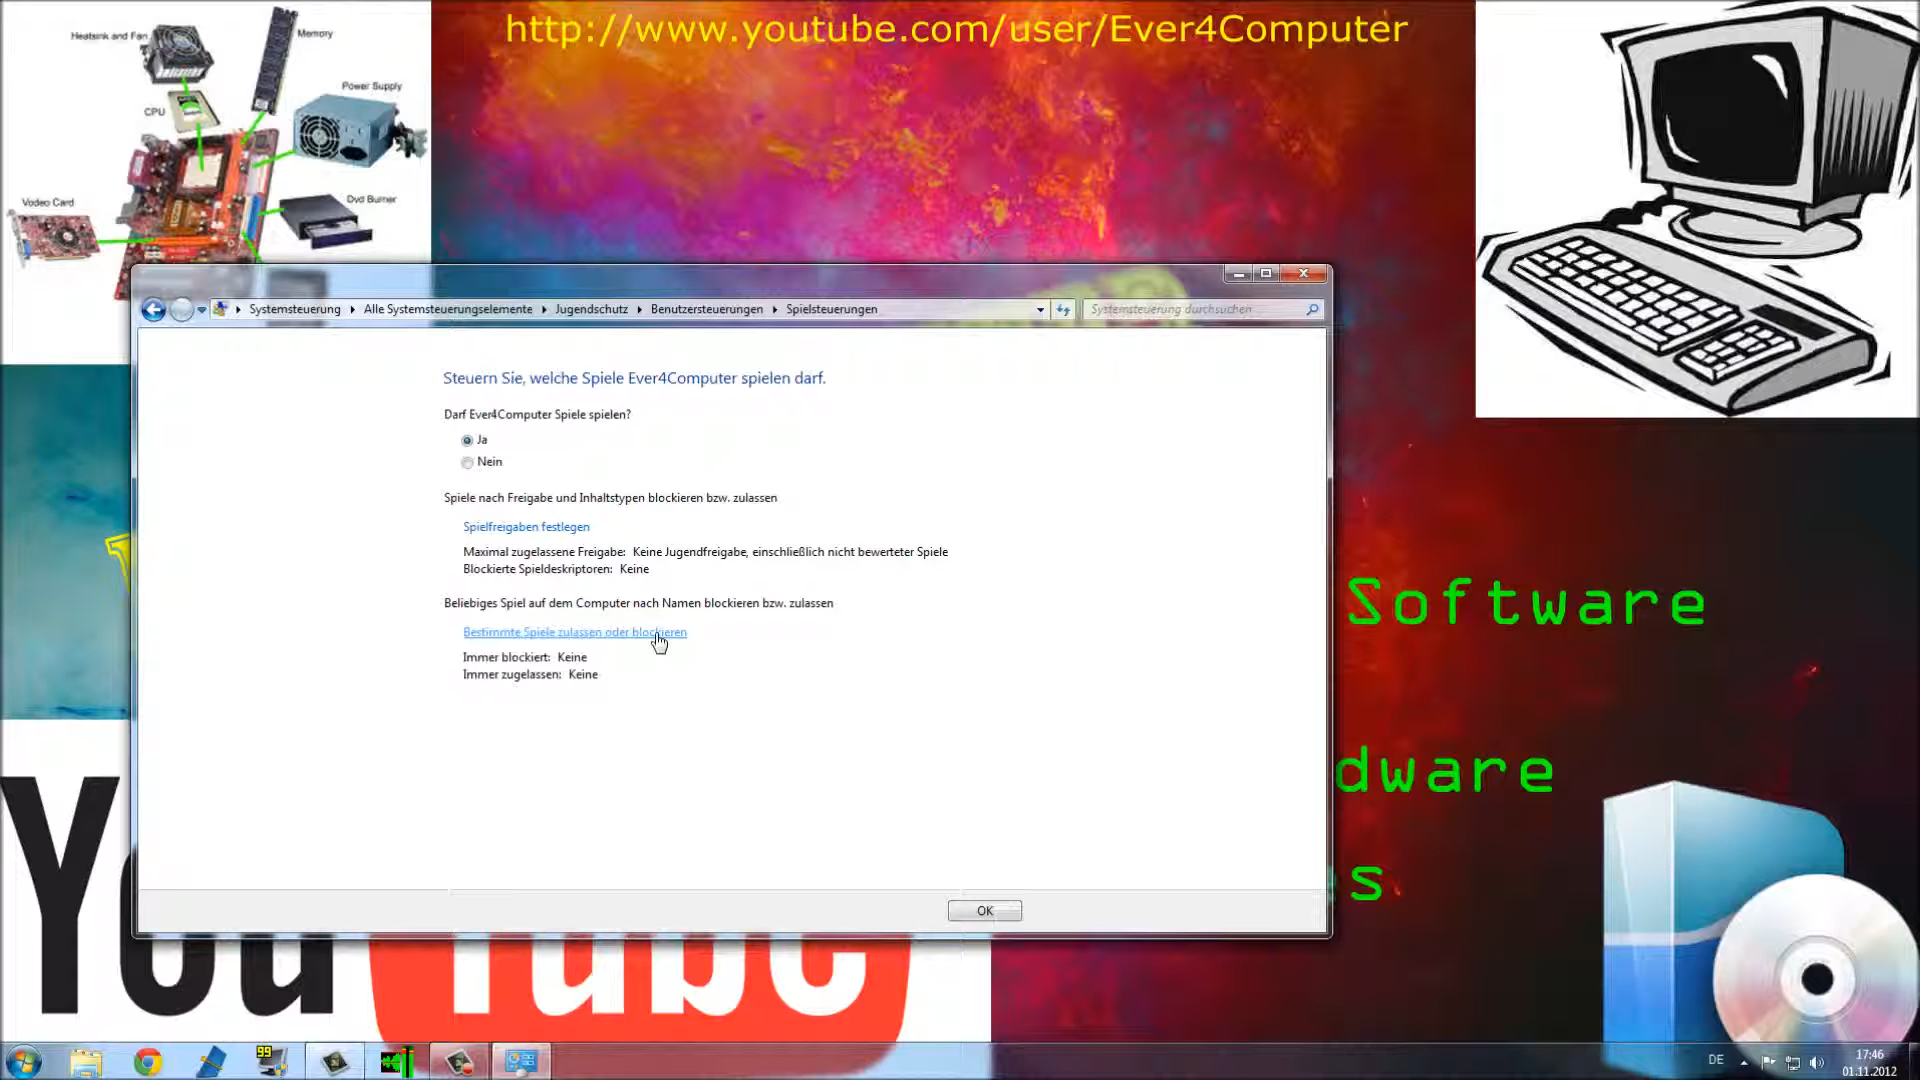 http://www.youtube.com/user/Ever4Computer
Heatsink and Fan
Memory
Power Supply
CPU
Vodeo Card
Dvd Burner
Systemsteuerung
Alle Systemsteuerungselemente
Jugendschutz
Benutzersteuerungen
Spielsteuerungen
Systemsteuerung durchsuchen
Steuern Sie, welche Spiele Ever4Computer spielen darf.
Darf Ever4Computer Spiele spielen?
Ja
Nein
Spiele nach Freigabe und Inhaltstypen blockieren bzw. zulassen
Spielfreigaben festlegen
Maximal zugelassene Freigabe: Keine Jugendfreigabe, einschließlich nicht bewerteter Spiele
Blockierte Spieldeskriptoren: Keine
Beliebiges Spiel auf dem Computer nach Namen blockieren bzw. zulassen
Bestimmte Spiele zulassen oder blockieren
Immer blockiert: Keine
Immer zugelassen: Keine
OK
Software
dware
s
YouTube
99
DE
17:46
01.11.2012